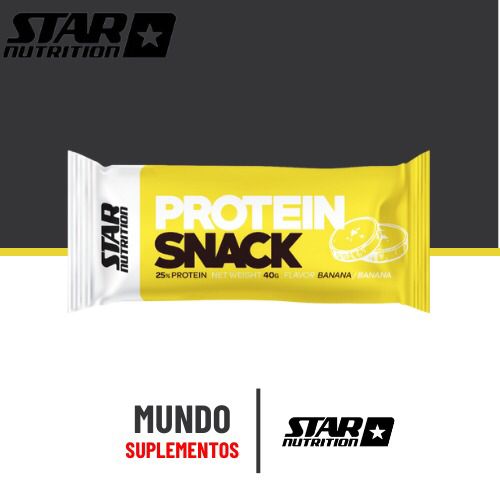 STAR
NUTRITION
STAR
NUTRITION
PROTEIN
SNACK
25% PROTEIN | NET WEIGHT 40G | FLAVOR BANANA - BANANA
MUNDO
SUPLEMENTOS
STAR
NUTRITION